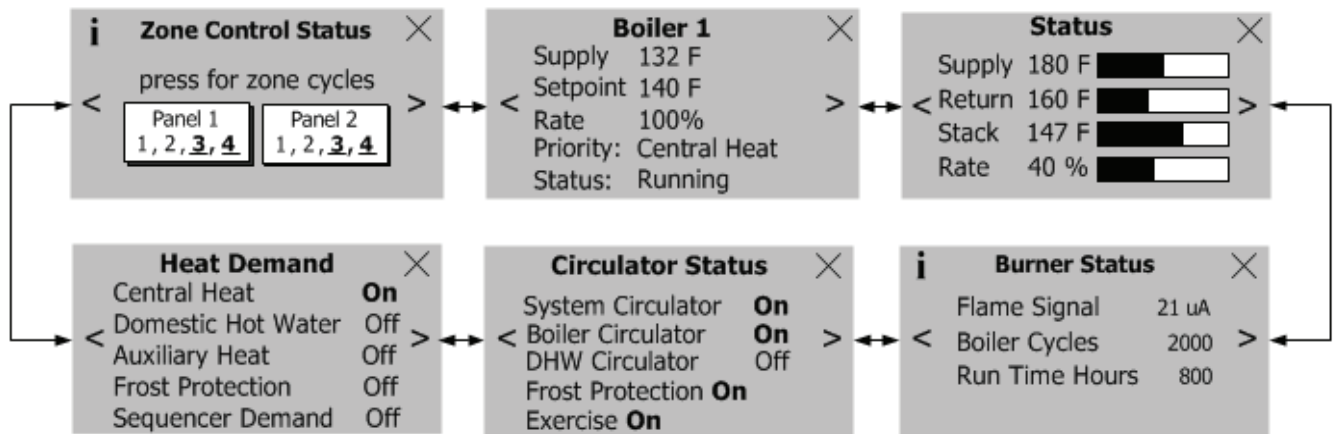 i Zone Control Status X
press for zone cycles
< >
Panel 1
1, 2, 3, 4
Panel 2
1, 2, 3, 4
Boiler 1 X
Supply 132 F
Setpoint 140 F
< >
Rate 100%
Priority: Central Heat
Status: Running
Status X
Supply 180 F
Return 160 F
< >
Stack 147 F
Rate 40 %
Heat Demand X
Central Heat On
Domestic Hot Water Off
< >
Auxiliary Heat Off
Frost Protection Off
Sequencer Demand Off
Circulator Status X
System Circulator On
< Boiler Circulator On >
DHW Circulator Off
Frost Protection On
Exercise On
i Burner Status X
Flame Signal 21 uA
< Boiler Cycles 2000 >
Run Time Hours 800